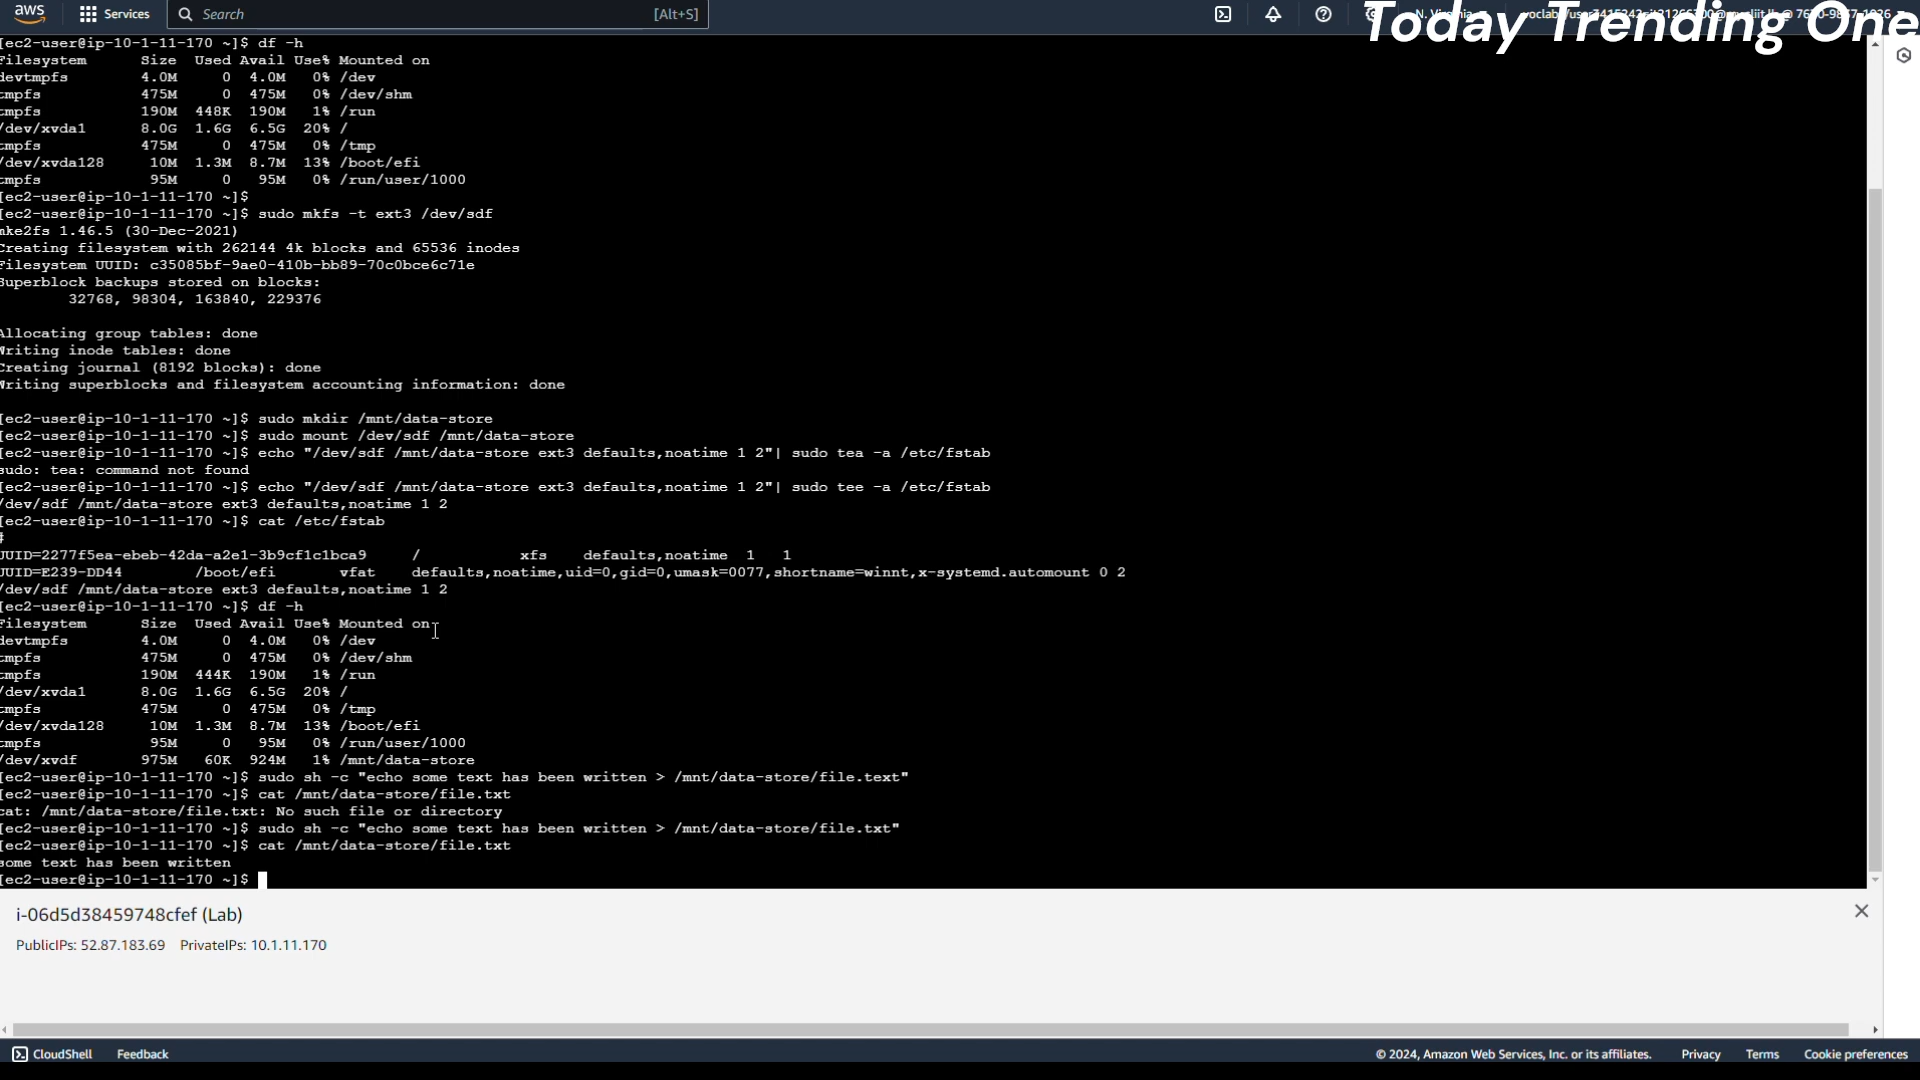 aws Services Search [Alt+S]
Today Trending One
[ec2-user@ip-10-1-11-170 ~]$ df -h
Filesystem Size Used Avail Use% Mounted on
devtmpfs 4.0M 0 4.0M 0% /dev
tmpfs 475M 0 475M 0% /dev/shm
tmpfs 190M 448K 190M 1% /run
/dev/xvda1 8.0G 1.6G 6.5G 20% /
tmpfs 475M 0 475M 0% /tmp
/dev/xvda128 10M 1.3M 8.7M 13% /boot/efi
tmpfs 95M 0 95M 0% /run/user/1000
[ec2-user@ip-10-1-11-170 ~]$
[ec2-user@ip-10-1-11-170 ~]$ sudo mkfs -t ext3 /dev/sdf
mke2fs 1.46.5 (30-Dec-2021)
Creating filesystem with 262144 4k blocks and 65536 inodes
Filesystem UUID: c35085bf-9ae0-410b-bb89-70c0bce6c71e
Superblock backups stored on blocks:
32768, 98304, 163840, 229376
Allocating group tables: done
Writing inode tables: done
Creating journal (8192 blocks): done
Writing superblocks and filesystem accounting information: done
[ec2-user@ip-10-1-11-170 ~]$ sudo mkdir /mnt/data-store
[ec2-user@ip-10-1-11-170 ~]$ sudo mount /dev/sdf /mnt/data-store
[ec2-user@ip-10-1-11-170 ~]$ echo "/dev/sdf /mnt/data-store ext3 defaults,noatime 1 2"| sudo tea -a /etc/fstab
sudo: tea: command not found
[ec2-user@ip-10-1-11-170 ~]$ echo "/dev/sdf /mnt/data-store ext3 defaults,noatime 1 2"| sudo tee -a /etc/fstab
/dev/sdf /mnt/data-store ext3 defaults,noatime 1 2
[ec2-user@ip-10-1-11-170 ~]$ cat /etc/fstab
#
UUID=2277f5ea-ebeb-42da-a2e1-3b9cf1c1bca9 / xfs defaults,noatime 1 1
UUID=E239-DD44 /boot/efi vfat defaults,noatime,uid=0,gid=0,umask=0077,shortname=winnt,x-systemd.automount 0 2
/dev/sdf /mnt/data-store ext3 defaults,noatime 1 2
[ec2-user@ip-10-1-11-170 ~]$ df -h
Filesystem Size Used Avail Use% Mounted on
devtmpfs 4.0M 0 4.0M 0% /dev
tmpfs 475M 0 475M 0% /dev/shm
tmpfs 190M 444K 190M 1% /run
/dev/xvda1 8.0G 1.6G 6.5G 20% /
tmpfs 475M 0 475M 0% /tmp
/dev/xvda128 10M 1.3M 8.7M 13% /boot/efi
tmpfs 95M 0 95M 0% /run/user/1000
/dev/xvdf 975M 60K 924M 1% /mnt/data-store
[ec2-user@ip-10-1-11-170 ~]$ sudo sh -c "echo some text has been written > /mnt/data-store/file.text"
[ec2-user@ip-10-1-11-170 ~]$ cat /mnt/data-store/file.txt
cat: /mnt/data-store/file.txt: No such file or directory
[ec2-user@ip-10-1-11-170 ~]$ sudo sh -c "echo some text has been written > /mnt/data-store/file.txt"
[ec2-user@ip-10-1-11-170 ~]$ cat /mnt/data-store/file.txt
some text has been written
[ec2-user@ip-10-1-11-170 ~]$
i-06d5d38459748cfef (Lab)
PublicIPs: 52.87.183.69 PrivateIPs: 10.1.11.170
CloudShell Feedback © 2024, Amazon Web Services, Inc. or its affiliates. Privacy Terms Cookie preferences